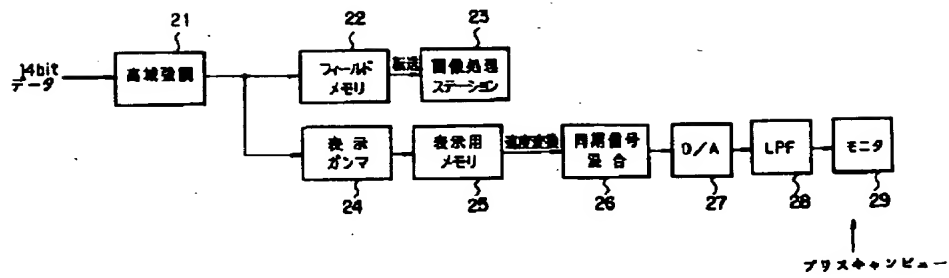 21
22
23
14bit
データ
高域強調
フィールド
メモリ
転送
画像処理
ステーション
表示
ガンマ
表示用
メモリ
速度変換
同期信号
混合
D/A
LPF
モニタ
24
25
26
27
28
29
プリスキャンビュー